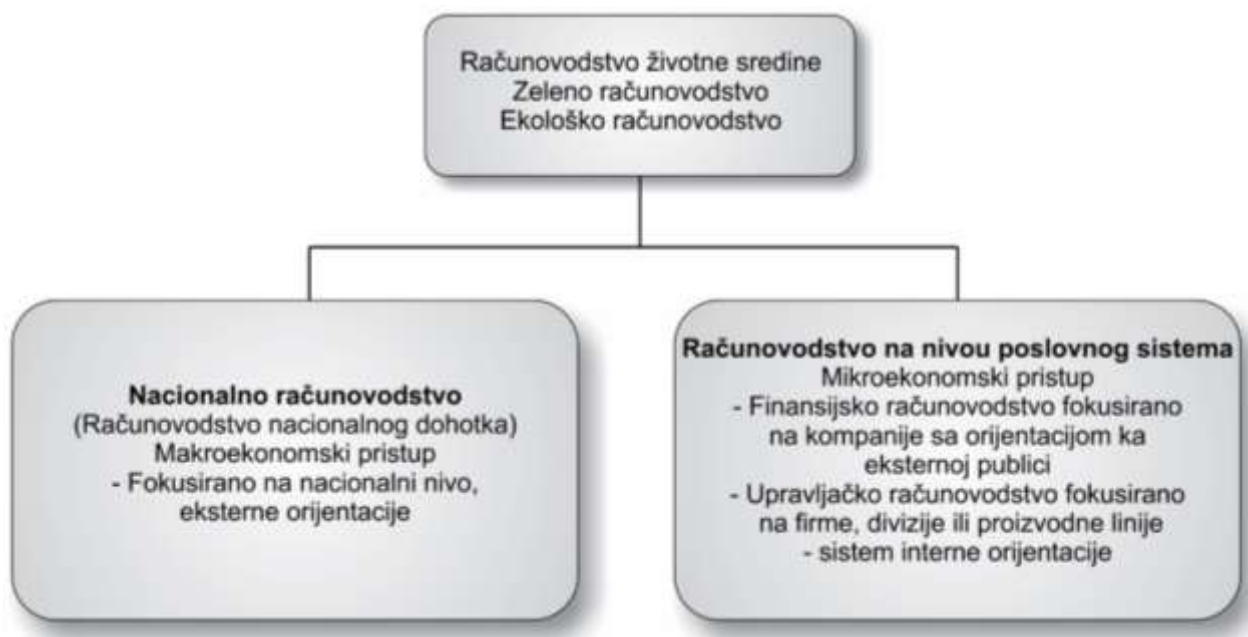 Računovodstvo životne sredine
Zeleno računovodstvo
Ekološko računovodstvo
Nacionalno računovodstvo
(Računovodstvo nacionalnog dohotka)
Makroekonomski pristup
- Fokusirano na nacionalni nivo,
eksterne orijentacije
Računovodstvo na nivou poslovnog sistema
Mikroekonomski pristup
- Finansijsko računovodstvo fokusirano
na kompanije sa orijentacijom ka
eksternoj publici
- Upravljačko računovodstvo fokusirano
na firme, divizije ili proizvodne linije
- sistem interne orijentacije